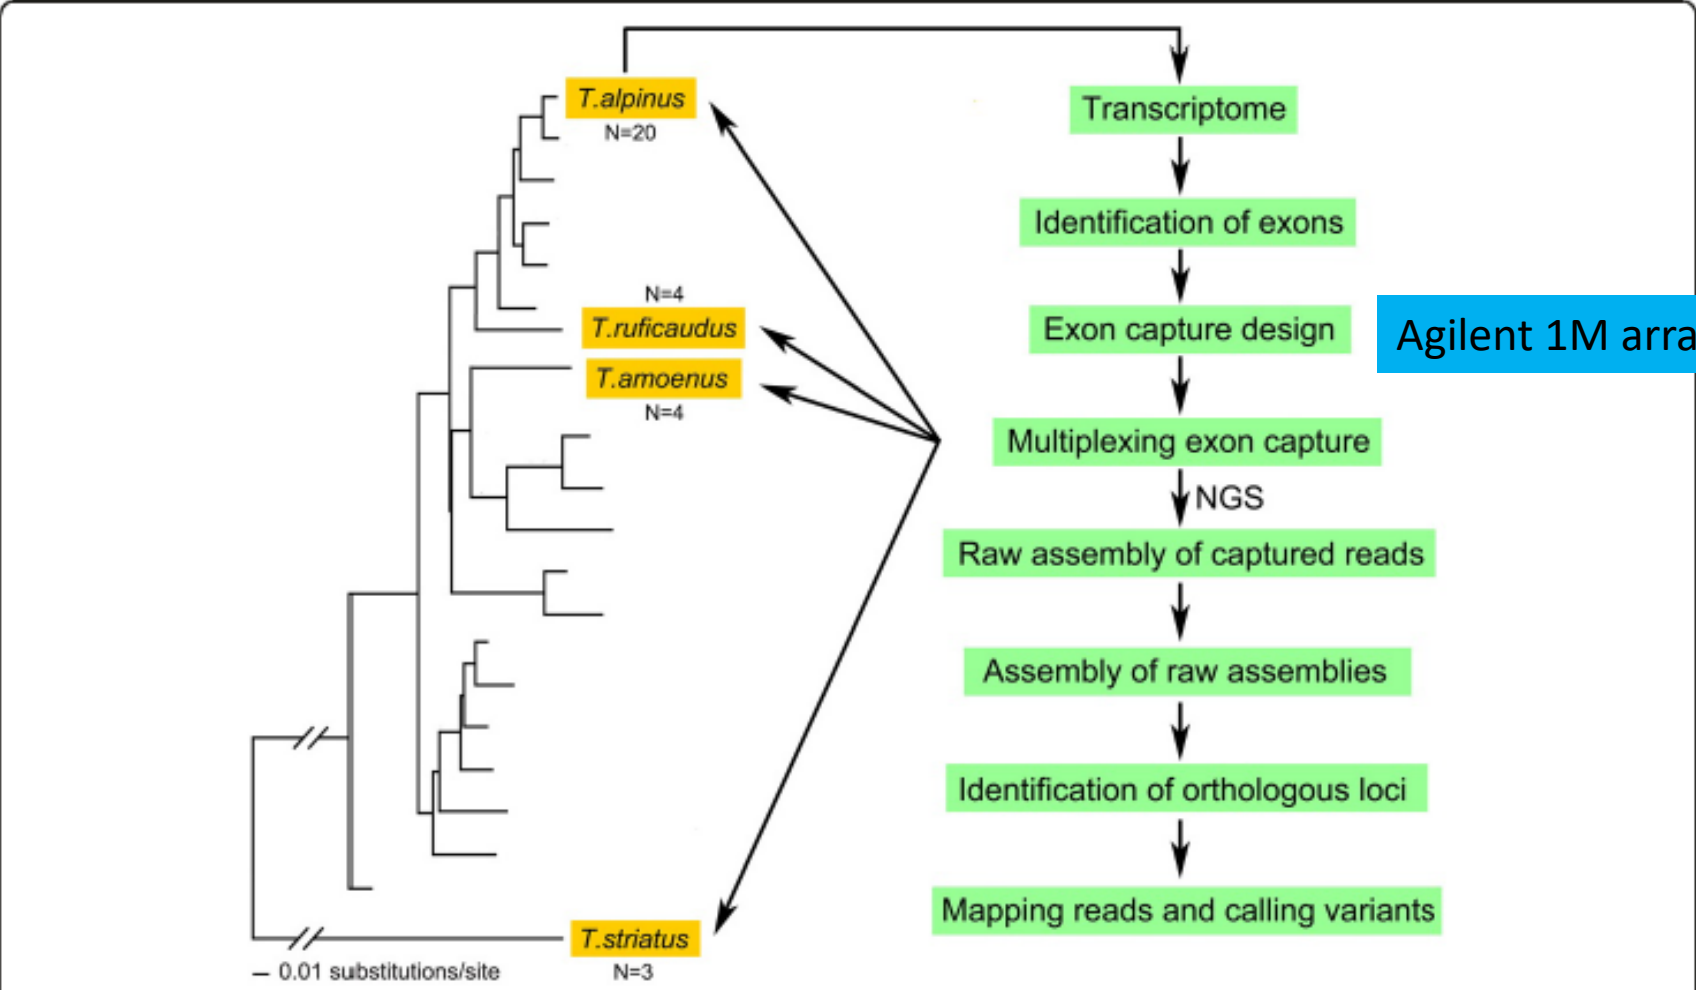 T.alpinus
N=20
N=4
T.ruficaudus
T.amoenus
N=4
T.striatus
N=3
– 0.01 substitutions/site
Transcriptome
Identification of exons
Exon capture design
Agilent 1M arra
Multiplexing exon capture
NGS
Raw assembly of captured reads
Assembly of raw assemblies
Identification of orthologous loci
Mapping reads and calling variants